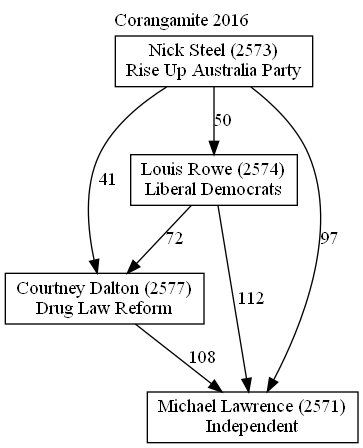 Corangamite 2016
Nick Steel (2573)
Rise Up Australia Party
50
Louis Rowe (2574)
Liberal Democrats
41
72
97
Courtney Dalton (2577)
Drug Law Reform
112
108
Michael Lawrence (2571)
Independent